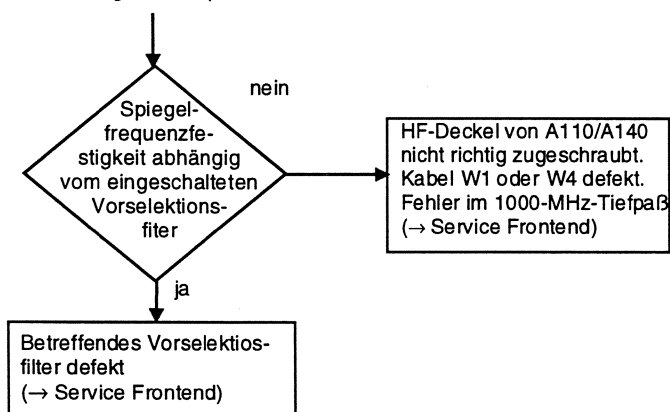 Spiegel-
frequenzfe-
stigkeit abhängig
vom eingeschalteten
Vorselektions-
fiter
nein
HF-Deckel von A110/A140
nicht richtig zugeschraubt.
Kabel W1 oder W4 defekt.
Fehler im 1000-MHz-Tiefpaß
(→ Service Frontend)
ja
Betreffendes Vorselektios-
filter defekt
(→ Service Frontend)